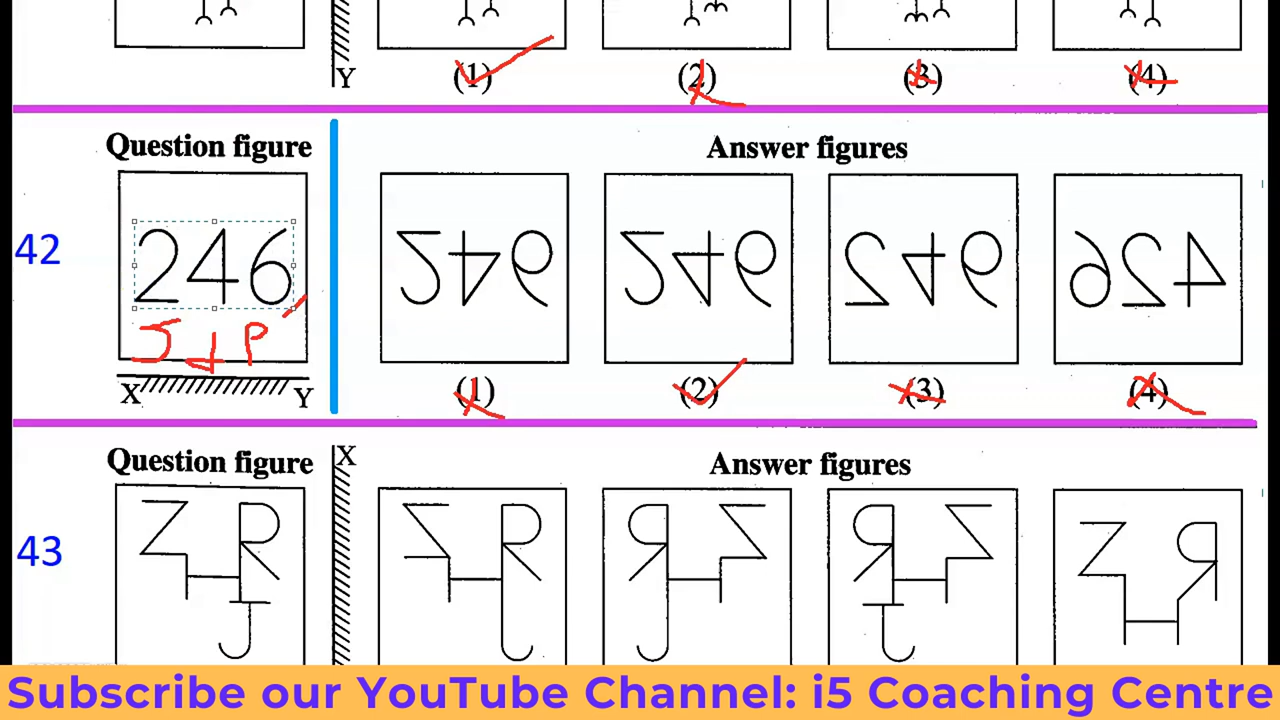 Y (1) (2) (3) (4)
Question figure Answer figures
42 246
X Y (1) (2) (3) (4)
Question figure X Answer figures
43
Subscribe our YouTube Channel: i5 Coaching Centre